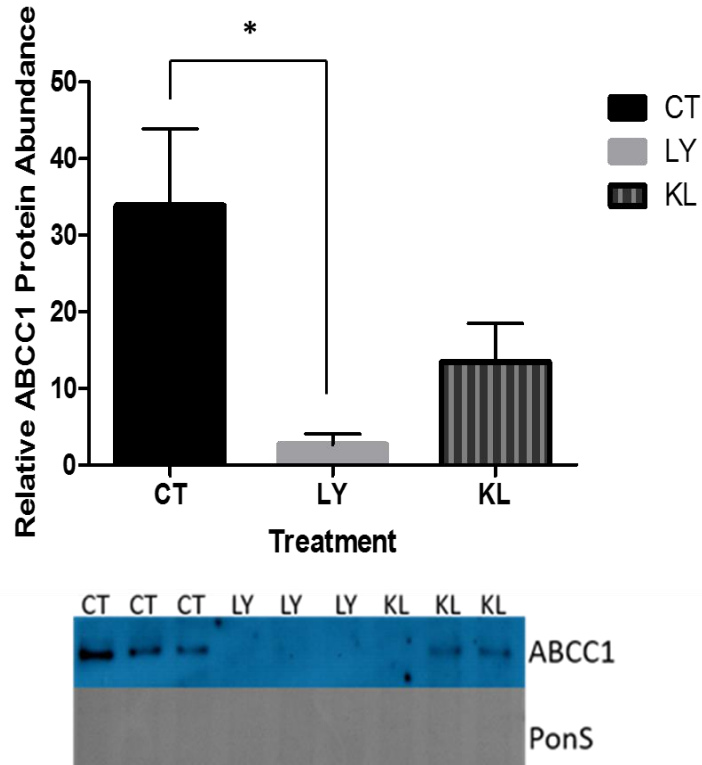 *
Relative ABCC1 Protein Abundance
50
40
30
20
10
0
CT
LY
KL
CT LY KL
Treatment
CT CT CT LY LY LY KL KL KL
ABCC1
PonS